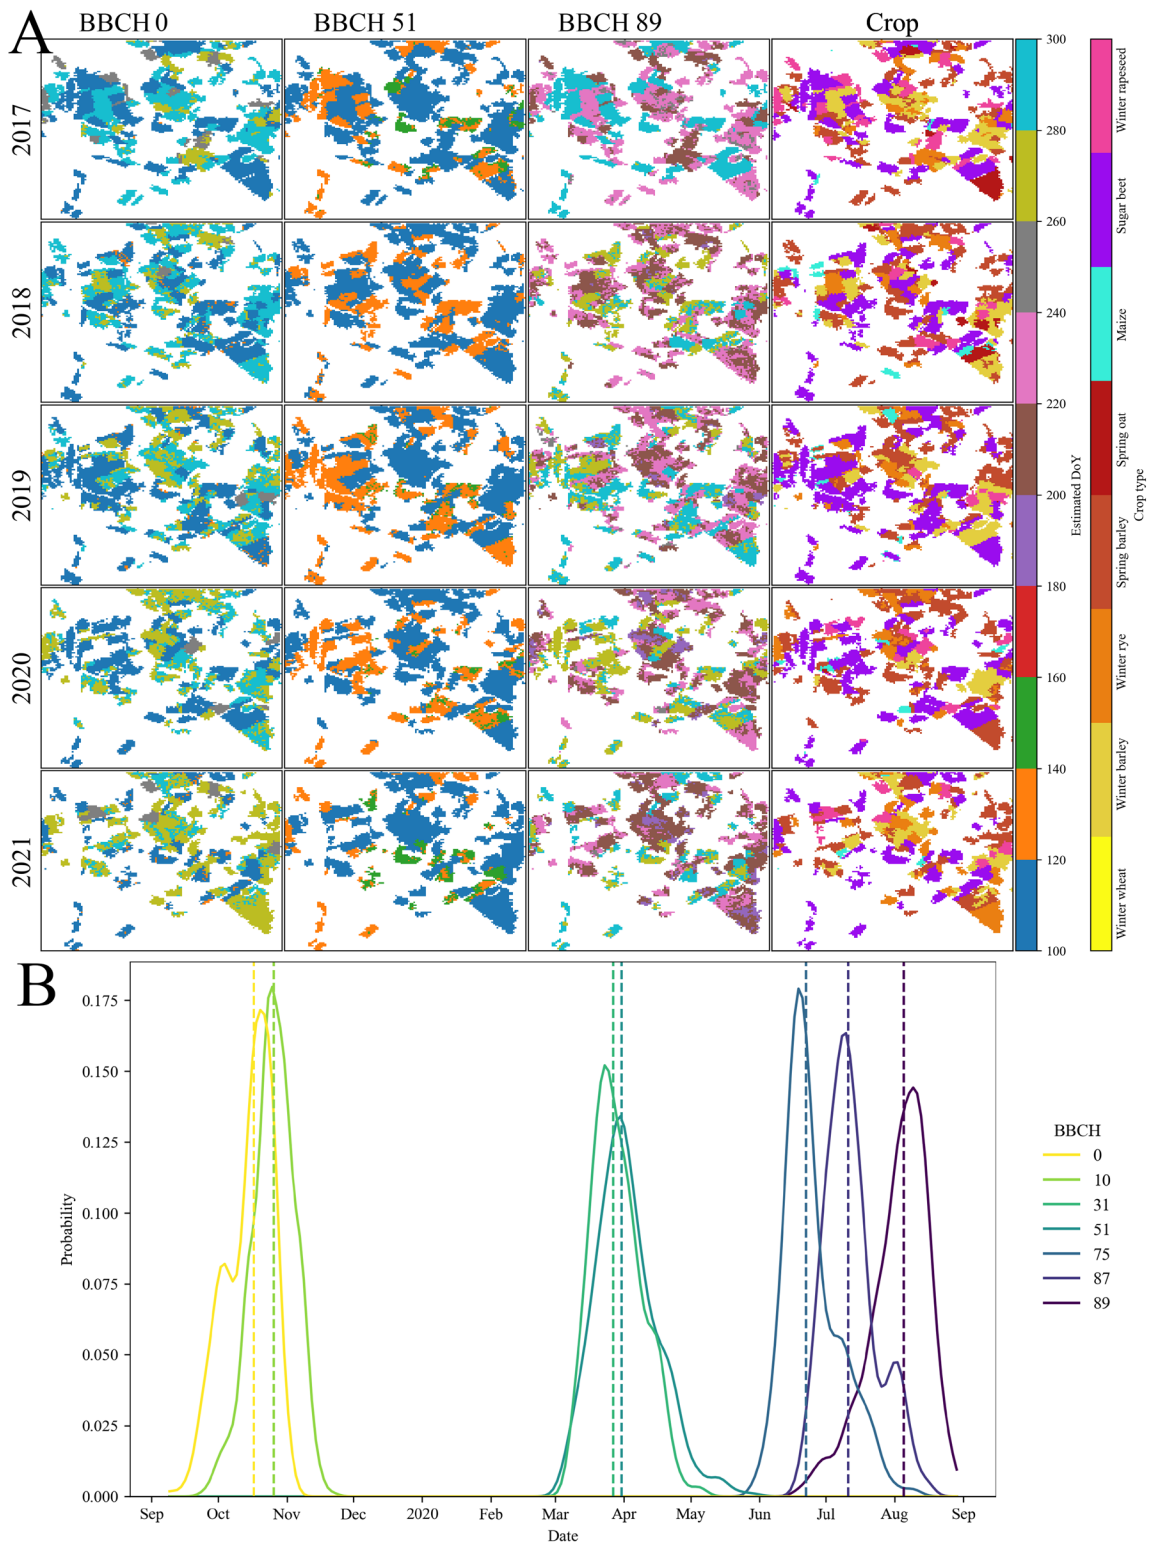 A
BBCH 0
BBCH 51
BBCH 89
Crop
2017
2018
2019
2020
2021
300
280
260
240
220
200
180
160
140
120
100
Estimated DoY
Winter rapeseed
Sugar beet
Maize
Spring oat
Spring barley
Winter rye
Winter barley
Winter wheat
Crop type
B
0.175
0.150
0.125
0.100
0.075
0.050
0.025
0.000
Probability
Sep
Oct
Nov
Dec
2020
Feb
Mar
Apr
May
Jun
Jul
Aug
Sep
Date
BBCH
0
10
31
51
75
87
89